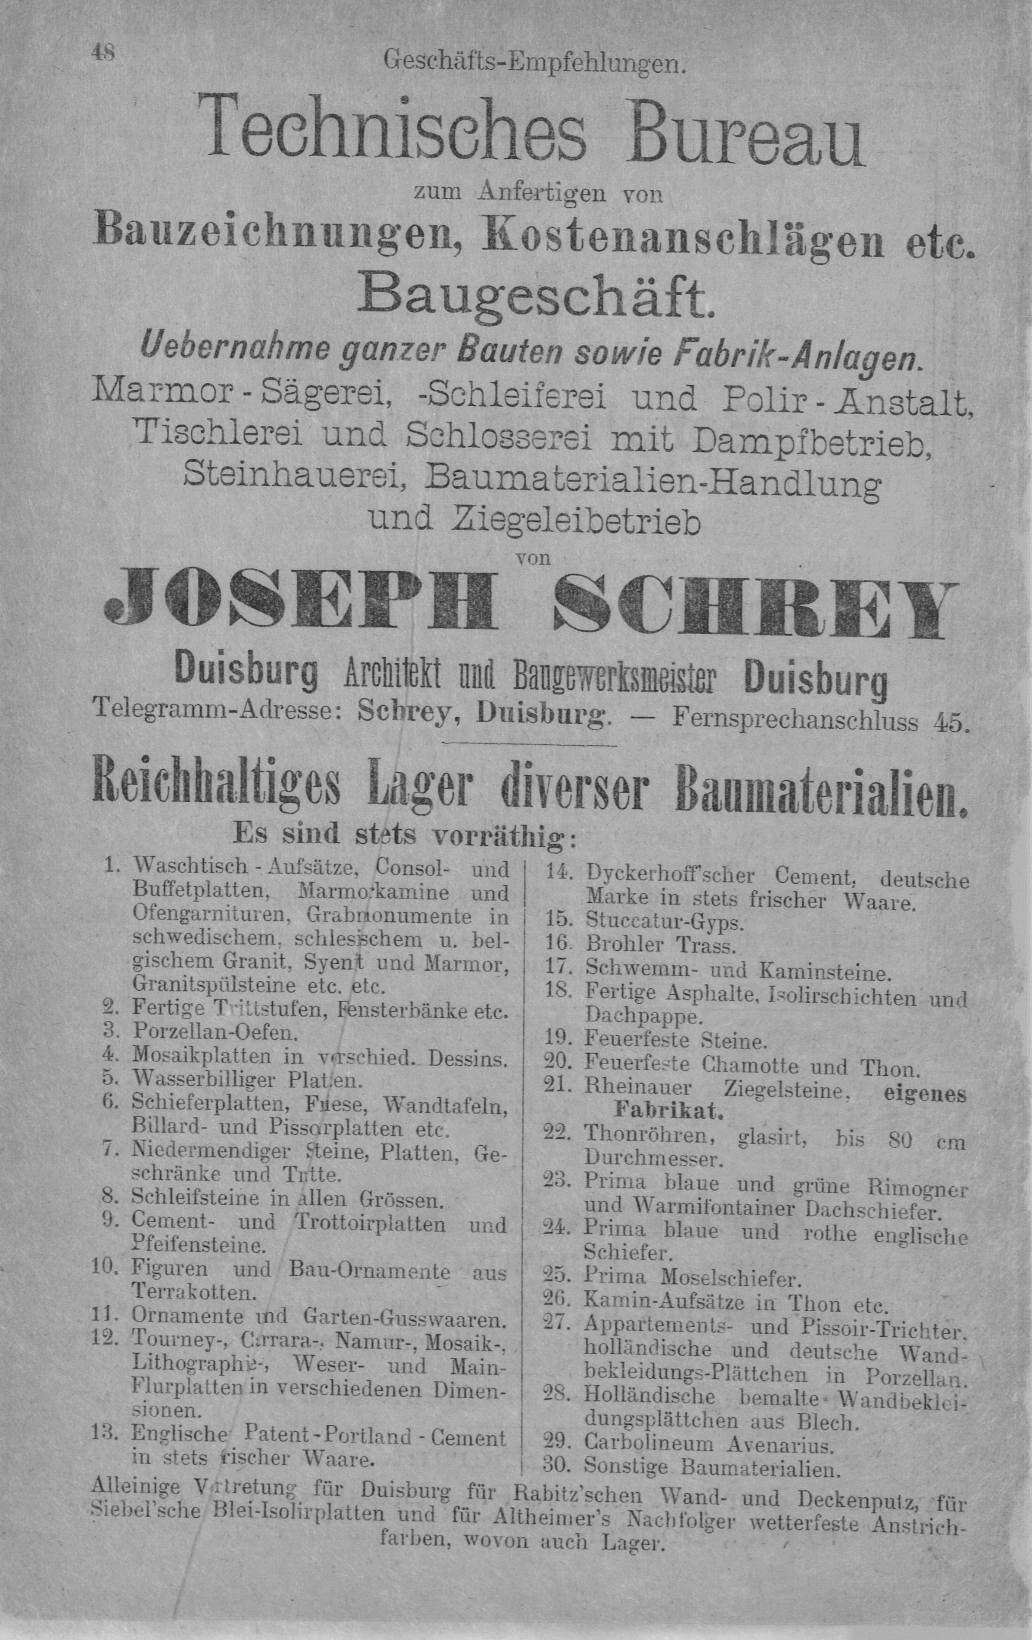 48
Geschäfts-Empfehlungen.
Technisches Bureau
zum Anfertigen von
Bauzeichnungen, Kostenanschlägen etc.
Baugeschäft.
Uebernahme ganzer Bauten sowie Fabrik-Anlagen.
Marmor-Sägerei, -Schleiferei und Polir-Anstalt,
Tischlerei und Schlosserei mit Dampfbetrieb,
Steinhauerei, Baumaterialien-Handlung
und Ziegeleibetrieb
von
JOSEPH SCHREY
Duisburg Architekt und Baugewerksmeister Duisburg
Telegramm-Adresse: Schrey, Duisburg. — Fernsprechanschluss 45.
Reichhaltiges Lager diverser Baumaterialien.
Es sind stets vorräthig:
1. Waschtisch-Aufsätze, Consol- und
Buffetplatten, Marmorkamine und
Ofengarnituren, Grabmonumente in
schwedischem, schlesischem u. bel-
gischem Granit, Syenit und Marmor,
Granitspülsteine etc. etc.
2. Fertige Trittstufen, Fensterbänke etc.
3. Porzellan-Oefen.
4. Mosaikplatten in verschied. Dessins.
5. Wasserbilliger Platten.
6. Schieferplatten, Fliese, Wandtafeln,
Billard- und Pissorplatten etc.
7. Niedermendiger Steine, Platten, Ge-
schränke und Tritte.
8. Schleifsteine in allen Grössen.
9. Cement- und Trottoirplatten und
Pfeifensteine.
10. Figuren und Bau-Ornamente aus
Terrakotten.
11. Ornamente und Garten-Gusswaaren.
12. Tourney-, Carrara-, Namur-, Mosaik-,
Lithographie-, Weser- und Main-
Flurplatten in verschiedenen Dimen-
sionen.
13. Englische Patent-Portland-Cement
in stets frischer Waare.
14. Dyckerhoff'scher Cement, deutsche
Marke in stets frischer Waare.
15. Stuccatur-Gyps.
16. Brohler Trass.
17. Schwemm- und Kaminsteine.
18. Fertige Asphalte, Isolirschichten und
Dachpappe.
19. Feuerfeste Steine.
20. Feuerfeste Chamotte und Thon.
21. Rheinauer Ziegelsteine, eigenes
Fabrikat.
22. Thonröhren, glasirt, bis 80 cm
Durchmesser.
23. Prima blaue und grüne Rimogner
und Warmifontainer Dachschiefer.
24. Prima blaue und rothe englische
Schiefer.
25. Prima Moselschiefer.
26. Kamin-Aufsätze in Thon etc.
27. Appartements- und Pissoir-Trichter,
holländische und deutsche Wand-
bekleidungs-Plättchen in Porzellan.
28. Holländische bemalte Wandbeklei-
dungsplättchen aus Blech.
29. Carbolineum Avenarius.
30. Sonstige Baumaterialien.
Alleinige Vertretung für Duisburg für Rabitz'schen Wand- und Deckenputz, für
Siebel'sche Blei-Isolirplatten und für Altheimer's Nachfolger wetterfeste Anstrich-
farben, wovon auch Lager.